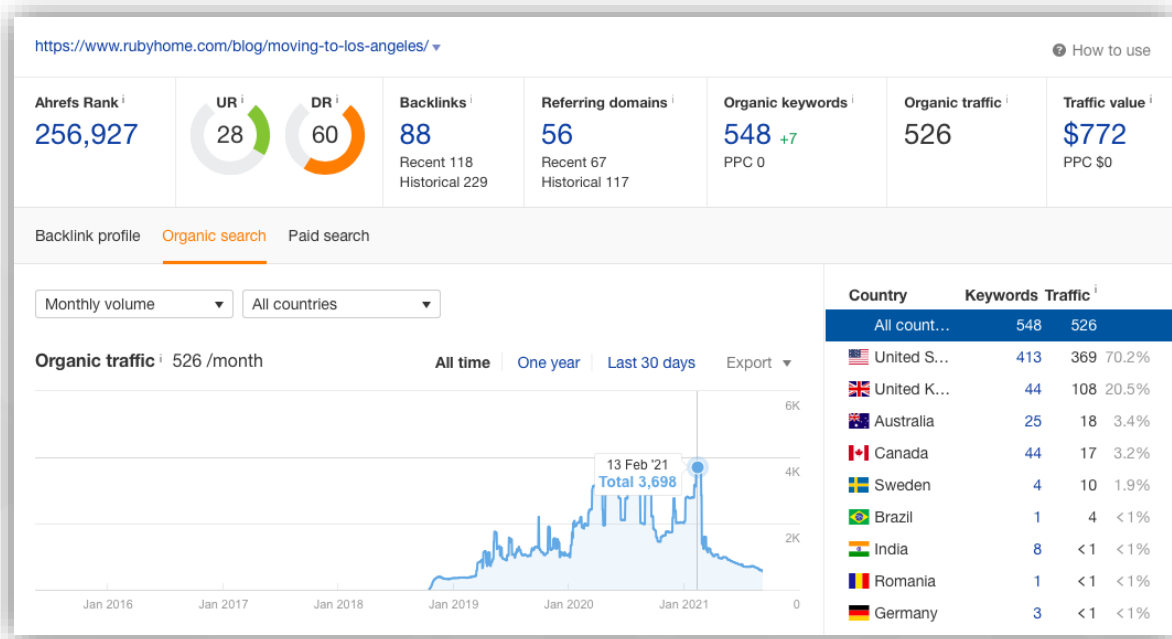 https://www.rubyhome.com/blog/moving-to-los-angeles/
How to use
Ahrefs Rank i
256,927
UR i
28
DR i
60
Backlinks i
88
Recent 118
Historical 229
Referring domains i
56
Recent 67
Historical 117
Organic keywords i
548 +7
PPC 0
Organic traffic i
526
Traffic value i
$772
PPC $0
Backlink profile Organic search Paid search
Monthly volume All countries
Organic traffic i 526 /month
All time One year Last 30 days Export
6K
4K
2K
0
13 Feb '21
Total 3,698
Jan 2016 Jan 2017 Jan 2018 Jan 2019 Jan 2020 Jan 2021
Country Keywords Traffic i
All count... 548 526
United S... 413 369 70.2%
United K... 44 108 20.5%
Australia 25 18 3.4%
Canada 44 17 3.2%
Sweden 4 10 1.9%
Brazil 1 4 <1%
India 8 <1 <1%
Romania 1 <1 <1%
Germany 3 <1 <1%